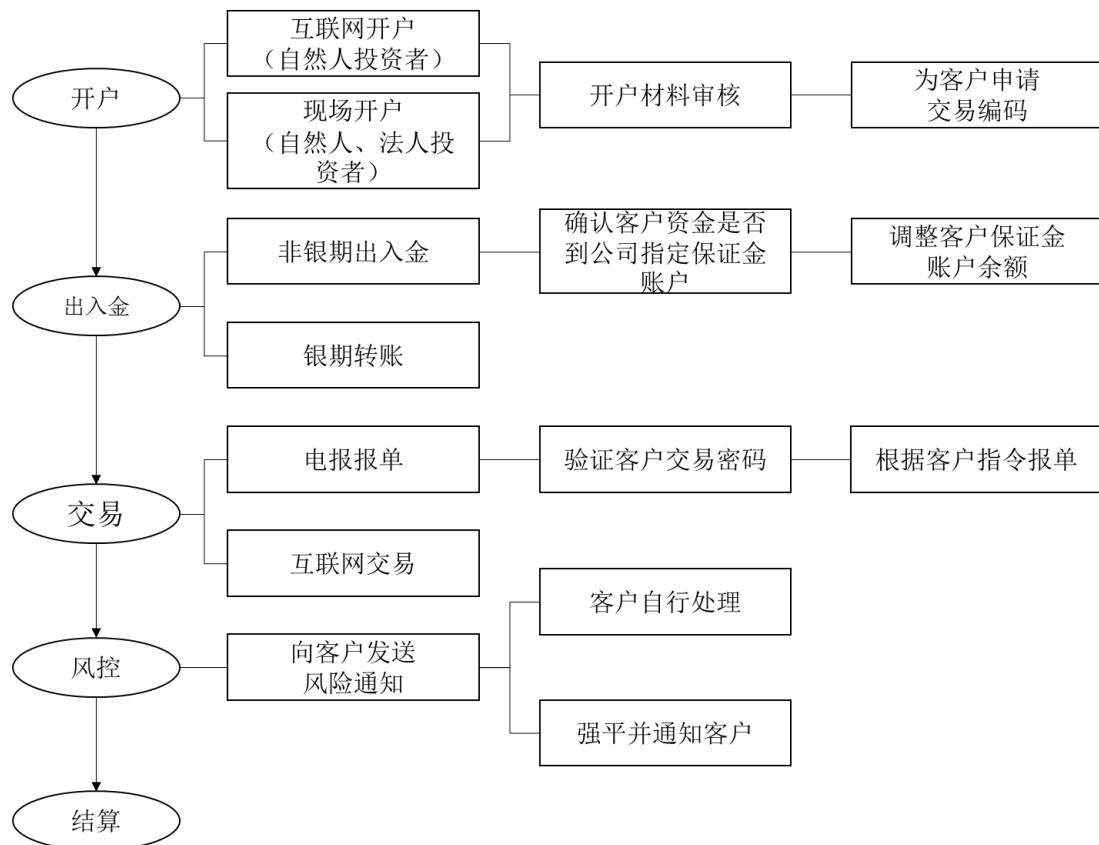 互联网开户
（自然人投资者）
开户
现场开户
（自然人、法人投
资者）
开户材料审核
为客户申请
交易编码
出入金
非银期出入金
确认客户资金是否
到公司指定保证金
账户
调整客户保证金
账户余额
银期转账
交易
电报报单
验证客户交易密码
根据客户指令报单
互联网交易
风控
向客户发送
风险通知
客户自行处理
强平并通知客户
结算